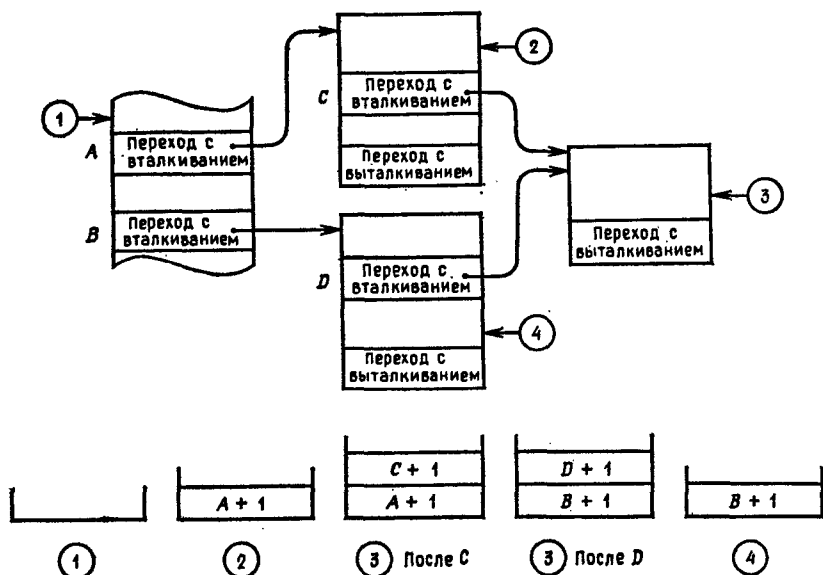 2
Переход с
вталкиванием
C
1
Переход с
вталкиванием
A
Переход с
выталкиванием
3
Переход с
вталкиванием
B
Переход с
выталкиванием
Переход с
вталкиванием
D
4
Переход с
выталкиванием
C + 1
D + 1
A + 1
A + 1
B + 1
B + 1
1
2
3 После C
3 После D
4